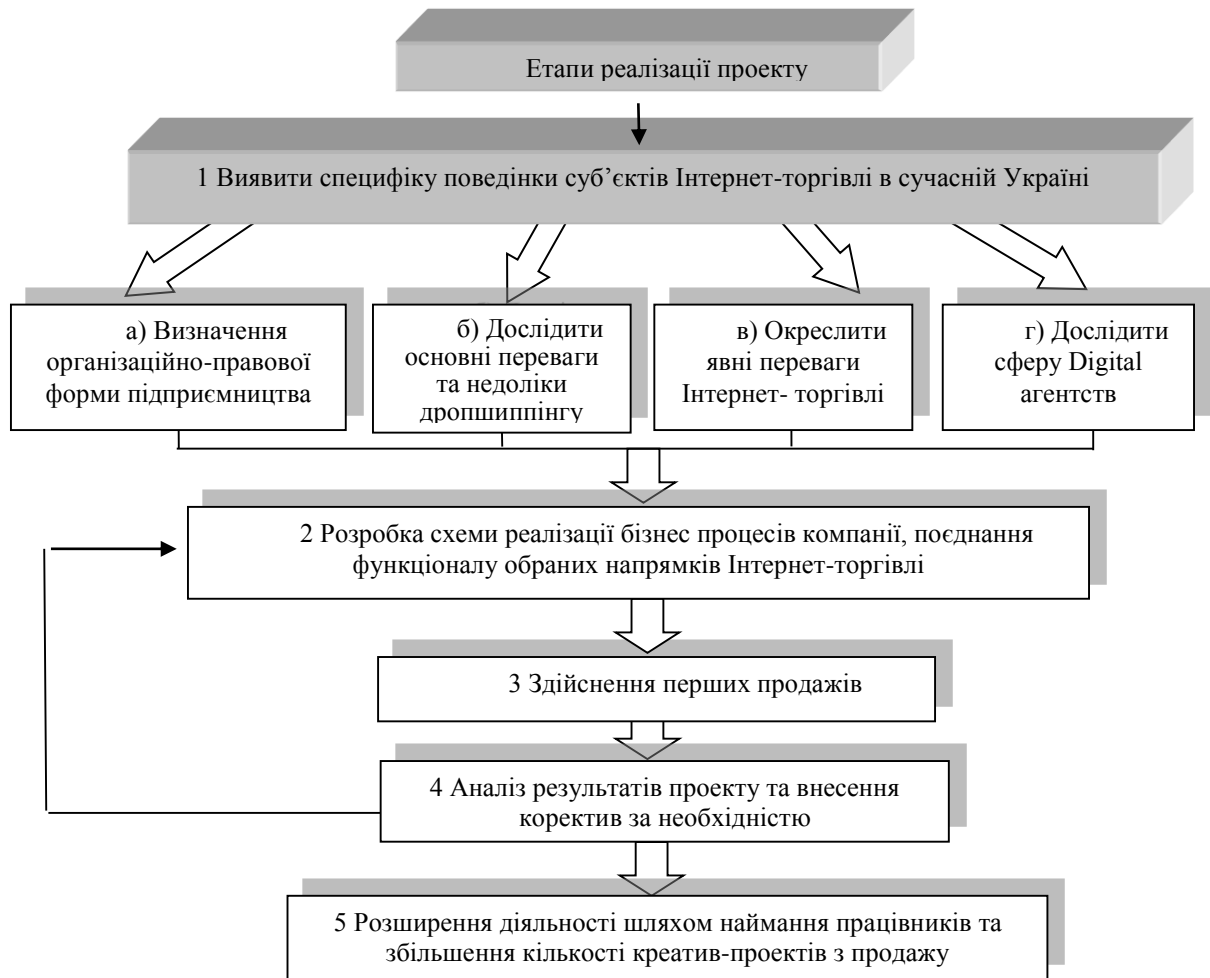 Етапи реалізації проекту
1 Виявити специфіку поведінки суб’єктів Інтернет-торгівлі в сучасній Україні
а) Визначення
організаційно-правової
форми підприємництва
б) Дослідити
основні переваги
та недоліки
дропшиппінгу
в) Окреслити
явні переваги
Інтернет- торгівлі
г) Дослідити
сферу Digital
агентств
2 Розробка схеми реалізації бізнес процесів компанії, поєднання
функціоналу обраних напрямків Інтернет-торгівлі
3 Здійснення перших продажів
4 Аналіз результатів проекту та внесення
коректив за необхідністю
5 Розширення діяльності шляхом наймання працівників та
збільшення кількості креатив-проектів з продажу